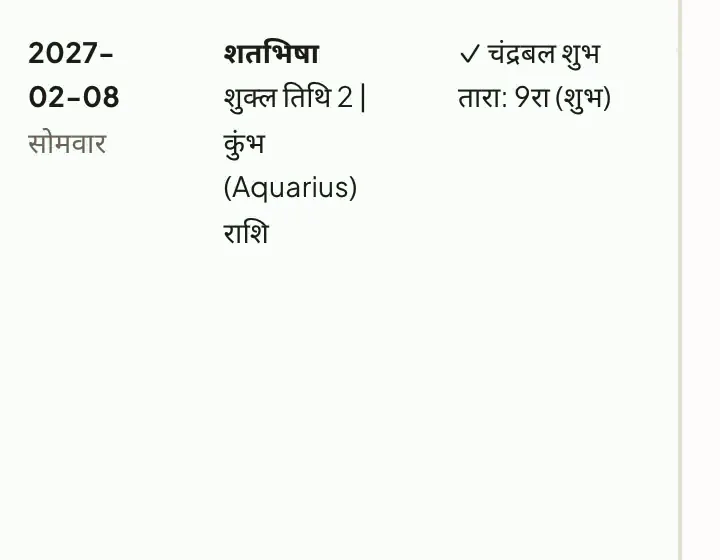 2027-
02-08
सोमवार
शतभिषा
शुक्ल तिथि 2 |
कुंभ
(Aquarius)
राशि
✓ चंद्रबल शुभ
तारा: 9रा (शुभ)